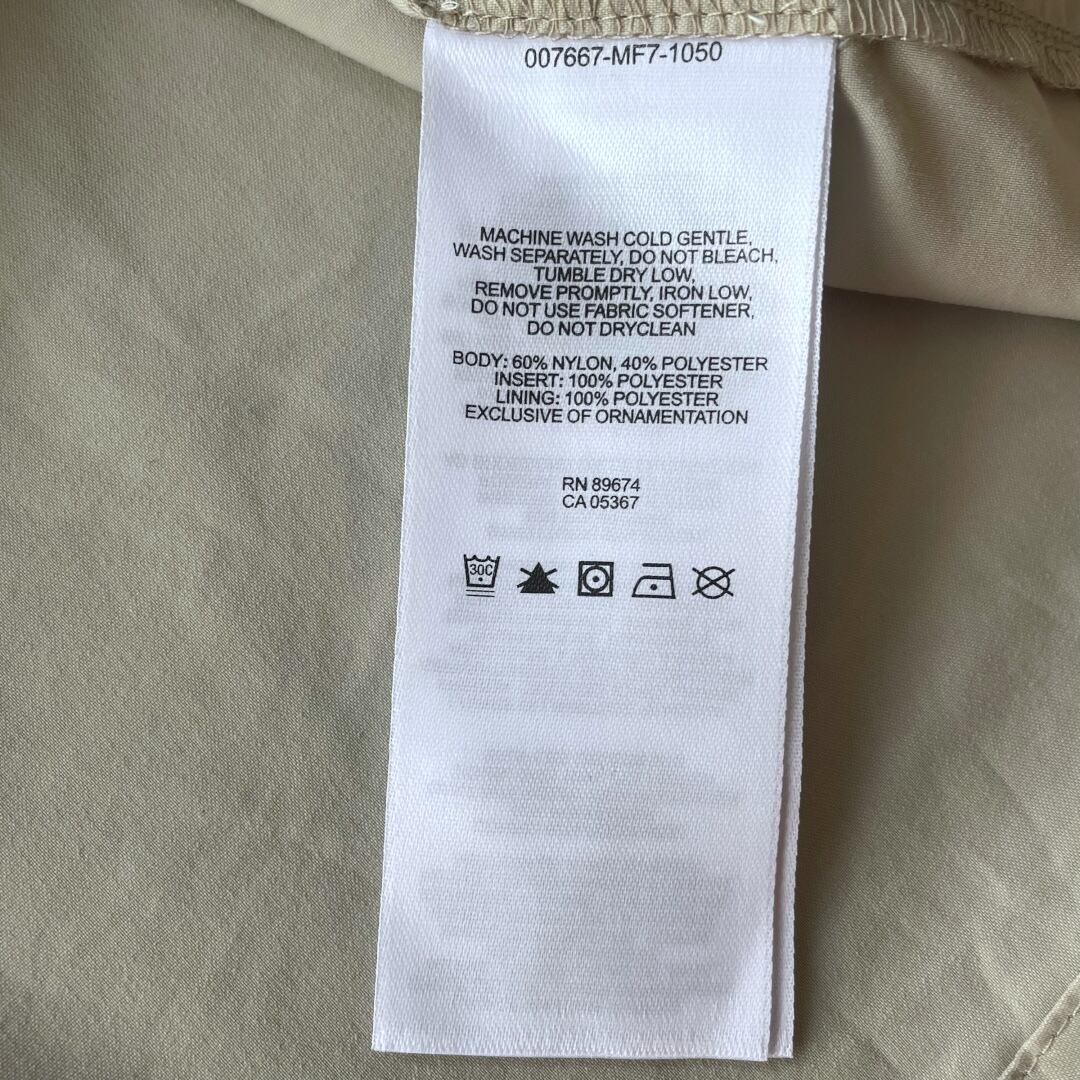 007667-MF7-1050
MACHINE WASH COLD GENTLE,
WASH SEPARATELY, DO NOT BLEACH,
TUMBLE DRY LOW,
REMOVE PROMPTLY, IRON LOW,
DO NOT USE FABRIC SOFTENER,
DO NOT DRYCLEAN
BODY: 60% NYLON, 40% POLYESTER
INSERT: 100% POLYESTER
LINING: 100% POLYESTER
EXCLUSIVE OF ORNAMENTATION
RN 89674
CA 05367
30C